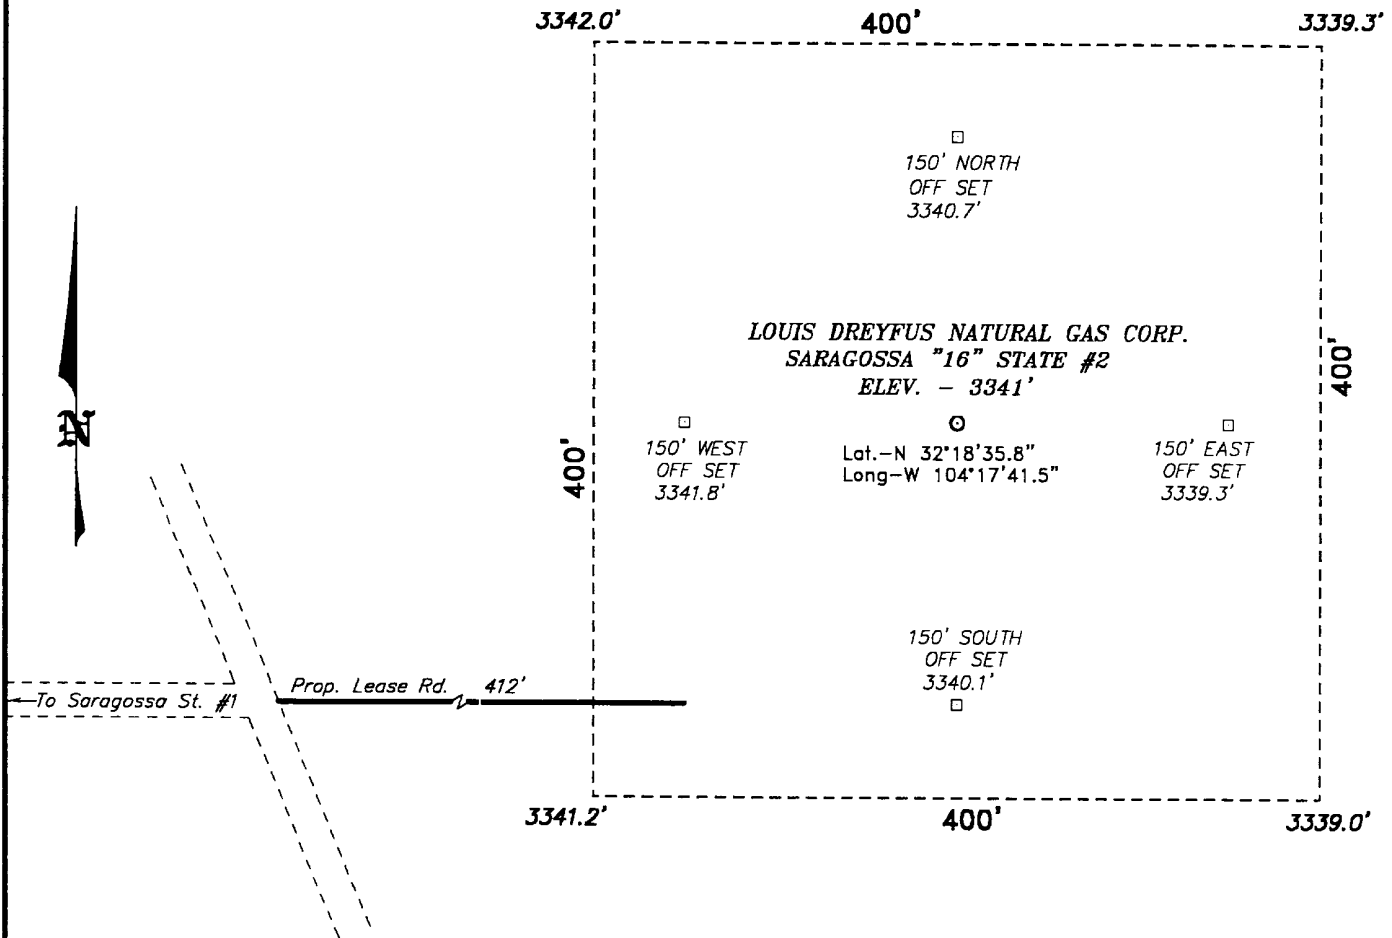 3342.0' 400' 3339.3'
150' NORTH
OFF SET
3340.7'
LOUIS DREYFUS NATURAL GAS CORP.
SARAGOSSA "16" STATE #2
ELEV. - 3341'
400'
N
400'
150' WEST
OFF SET
3341.8'
Lat.-N 32°18'35.8"
Long-W 104°17'41.5"
150' EAST
OFF SET
3339.3'
150' SOUTH
OFF SET
3340.1'
Prop. Lease Rd. 412'
To Saragossa St. #1
3341.2' 400' 3339.0'